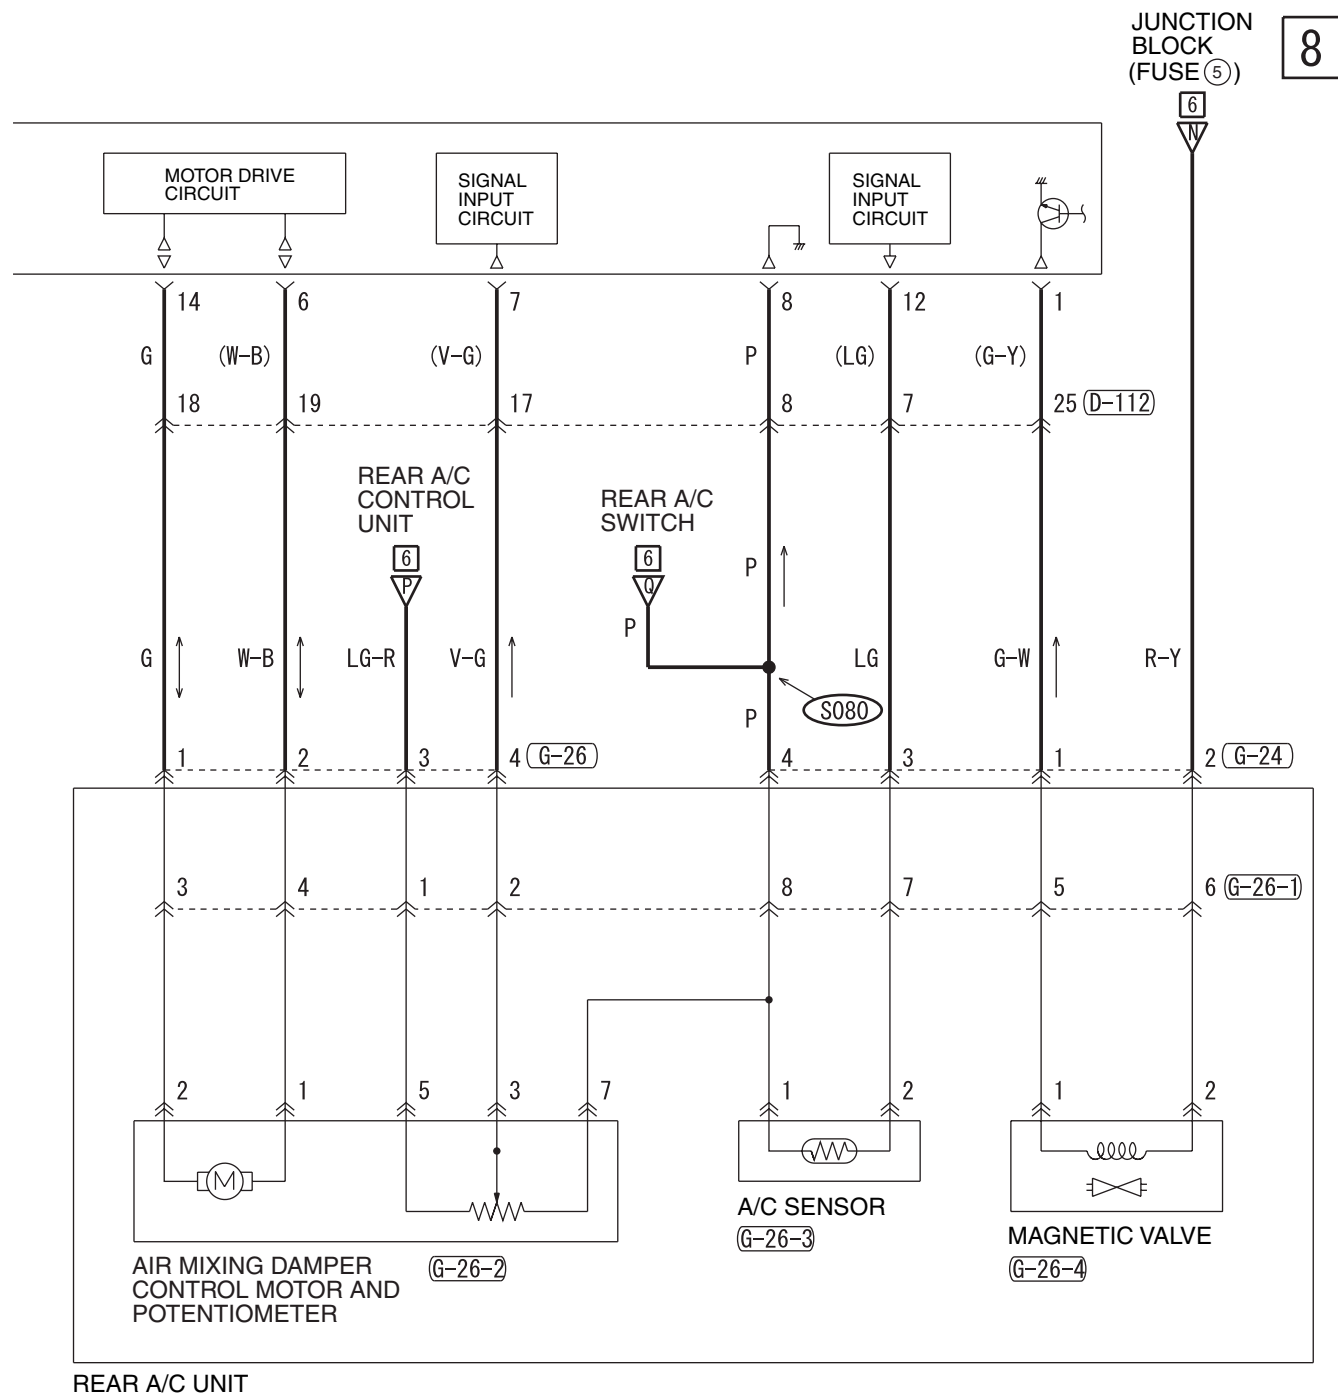 JUNCTION
BLOCK
(FUSE ⑤)
8
6
N
MOTOR DRIVE
CIRCUIT
SIGNAL
INPUT
CIRCUIT
SIGNAL
INPUT
CIRCUIT
14 6 7 8 12 1
G (W-B) (V-G) P (LG) (G-Y)
18 19 17 8 7 25 D-112
REAR A/C
CONTROL
UNIT
6
P
REAR A/C
SWITCH
6
Q
P
P
G W-B LG-R V-G LG G-W R-Y
P
S080
1 2 3 4 G-26 4 3 1 2 G-24
3 4 1 2 8 7 5 6 G-26-1
2 1 5 3 7 1 2 1 2
M
A/C SENSOR
G-26-3
MAGNETIC VALVE
G-26-4
AIR MIXING DAMPER
CONTROL MOTOR AND
POTENTIOMETER
G-26-2
REAR A/C UNIT